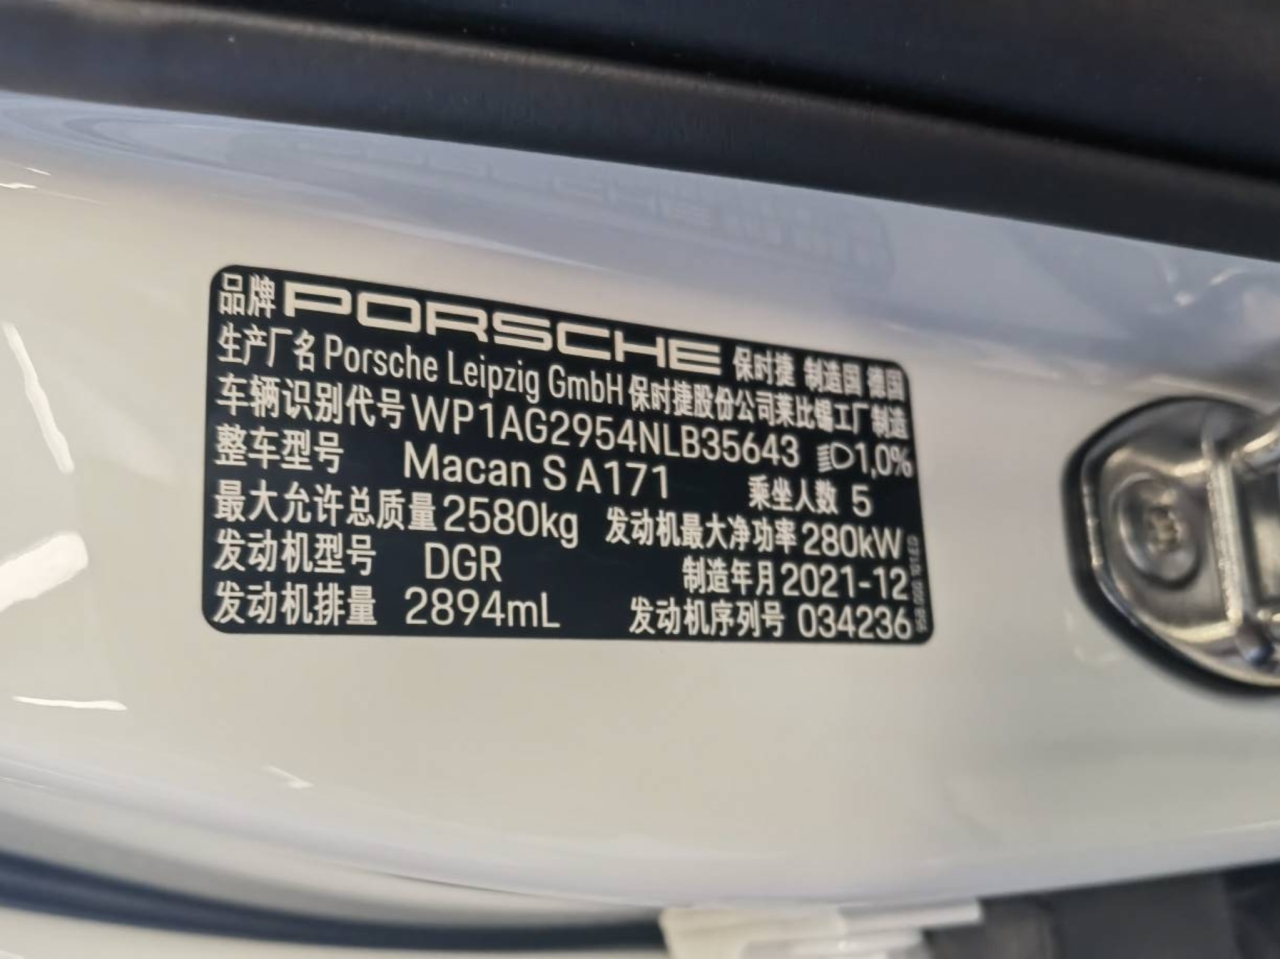 品牌 PORSCHE 保时捷 制造国 德国
生产厂名 Porsche Leipzig GmbH 保时捷股份公司莱比锡工厂制造
车辆识别代号 WP1AG2954NLB35643 1,0%
整车型号 Macan S A171 乘坐人数 5
最大允许总质量 2580kg 发动机最大净功率 280kW
发动机型号 DGR 制造年月 2021-12
发动机排量 2894mL 发动机序列号 034236